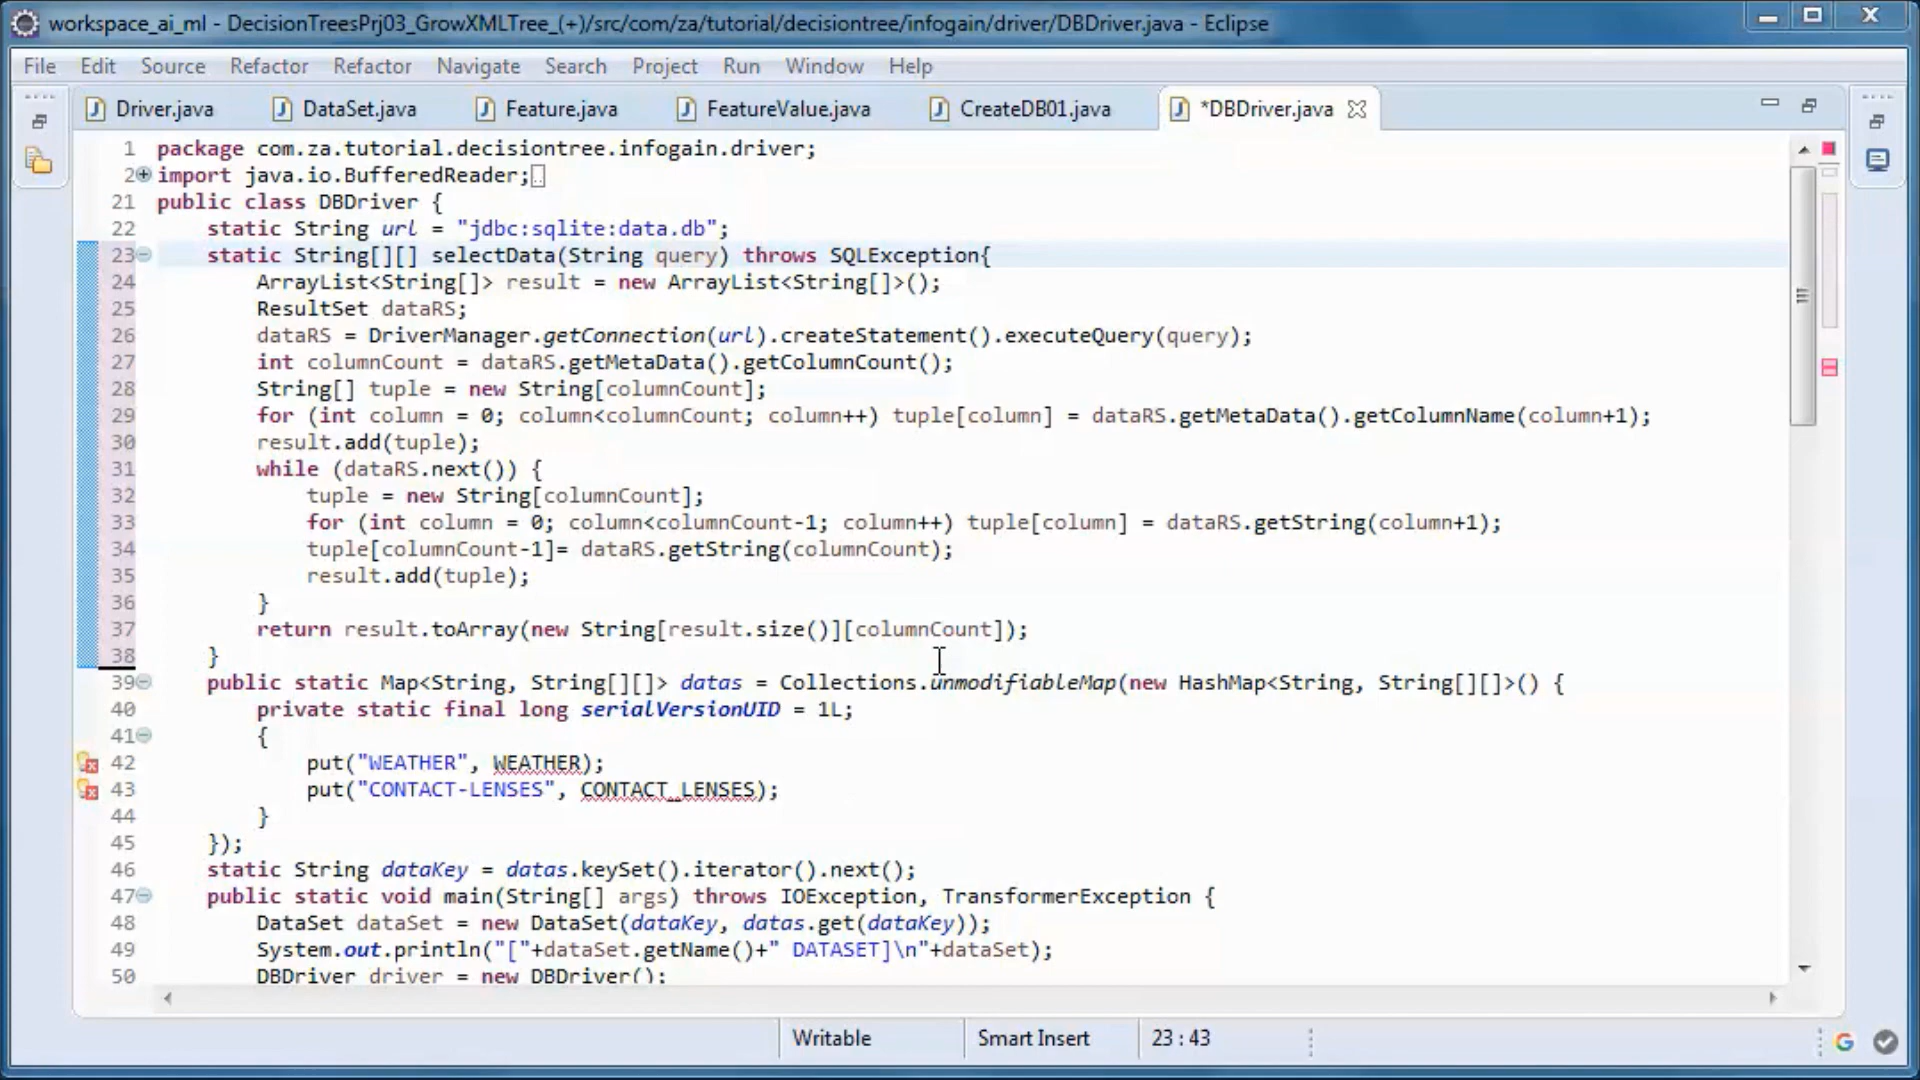 workspace_ai_ml - DecisionTreesPrj03_GrowXMLTree_(+)/src/com/za/tutorial/decisiontree/infogain/driver/DBDriver.java - Eclipse
File Edit Source Refactor Refactor Navigate Search Project Run Window Help
Driver.java DataSet.java Feature.java FeatureValue.java CreateDB01.java *DBDriver.java
1 package com.za.tutorial.decisiontree.infogain.driver;
2 import java.io.BufferedReader;
21 public class DBDriver {
22 static String url = "jdbc:sqlite:data.db";
23 static String[][] selectData(String query) throws SQLException{
24 ArrayList<String[]> result = new ArrayList<String[]>();
25 ResultSet dataRS;
26 dataRS = DriverManager.getConnection(url).createStatement().executeQuery(query);
27 int columnCount = dataRS.getMetaData().getColumnCount();
28 String[] tuple = new String[columnCount];
29 for (int column = 0; column<columnCount; column++) tuple[column] = dataRS.getMetaData().getColumnName(column+1);
30 result.add(tuple);
31 while (dataRS.next()) {
32 tuple = new String[columnCount];
33 for (int column = 0; column<columnCount-1; column++) tuple[column] = dataRS.getString(column+1);
34 tuple[columnCount-1]= dataRS.getString(columnCount);
35 result.add(tuple);
36 }
37 return result.toArray(new String[result.size()][columnCount]);
38 }
39 public static Map<String, String[][]> datas = Collections.unmodifiableMap(new HashMap<String, String[][]>() {
40 private static final long serialVersionUID = 1L;
41 {
42 put("WEATHER", WEATHER);
43 put("CONTACT-LENSES", CONTACT_LENSES);
44 }
45 });
46 static String dataKey = datas.keySet().iterator().next();
47 public static void main(String[] args) throws IOException, TransformerException {
48 DataSet dataSet = new DataSet(dataKey, datas.get(dataKey));
49 System.out.println("["+dataSet.getName()+" DATASET]\n"+dataSet);
50 DBDriver driver = new DBDriver();
Writable Smart Insert 23 : 43